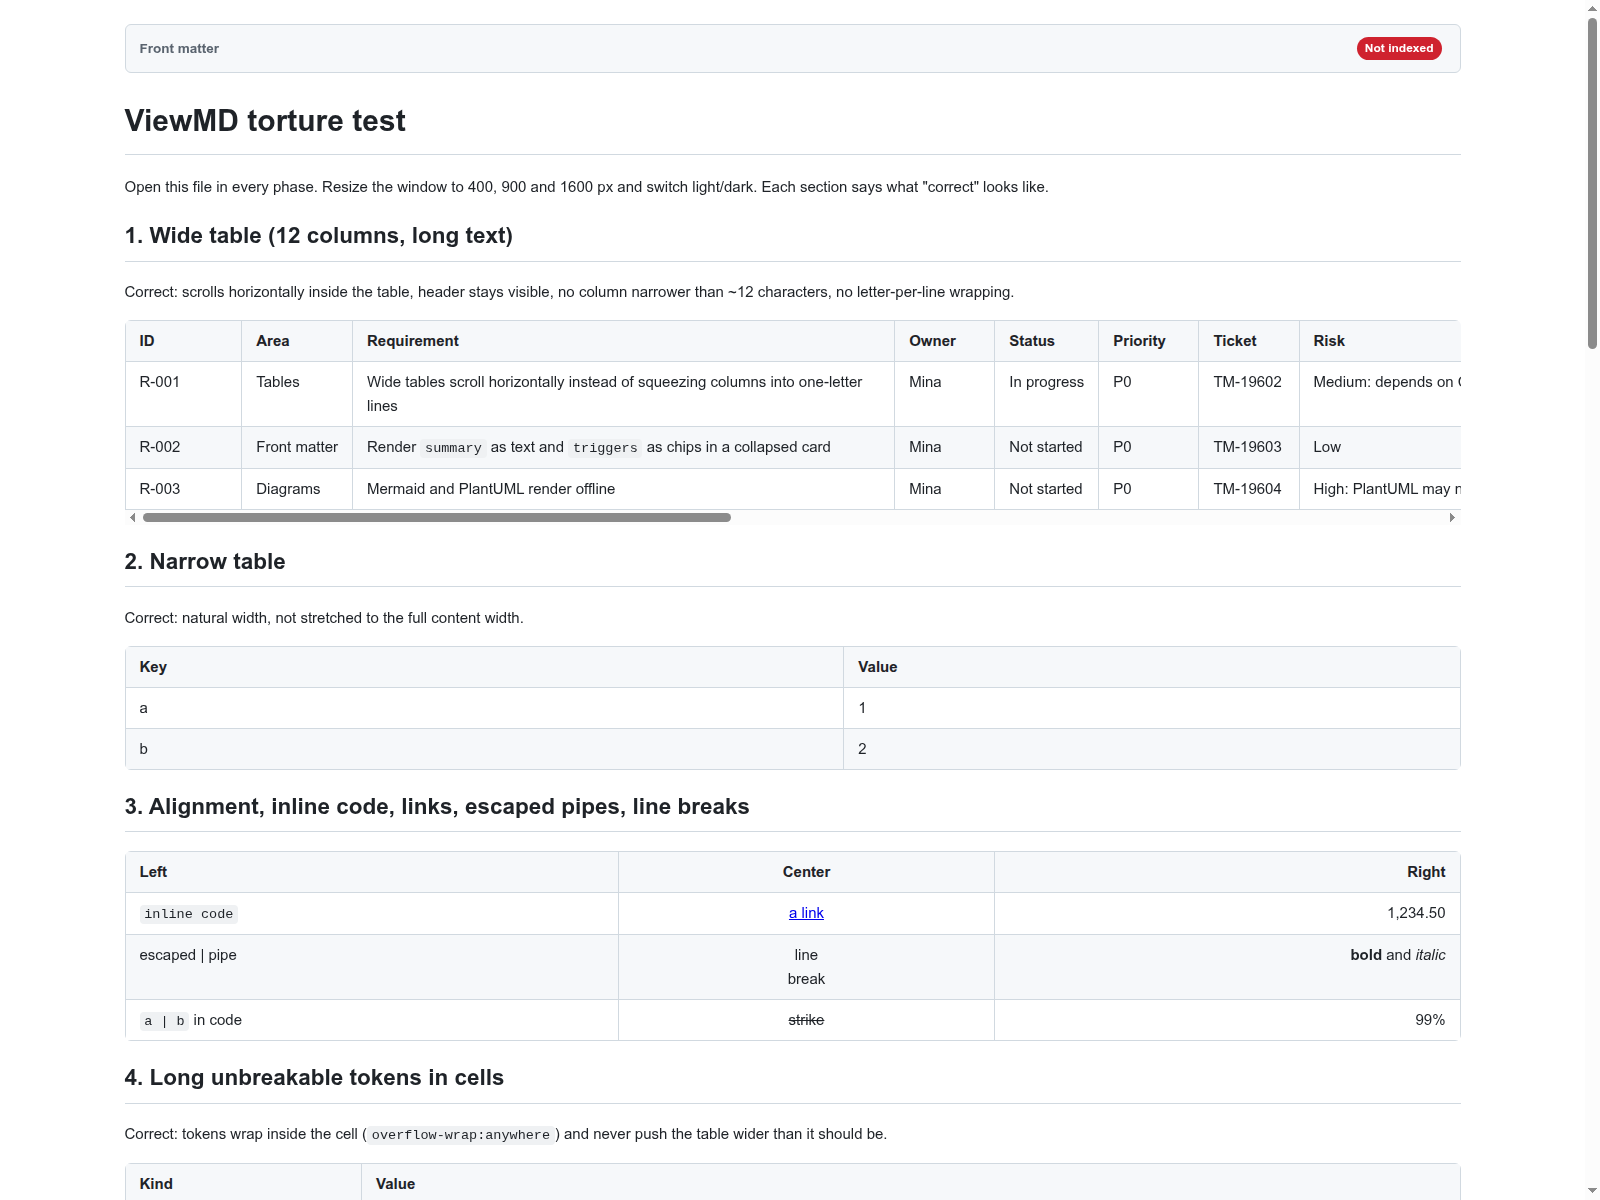 Front matter
Not indexed
ViewMD torture test
Open this file in every phase. Resize the window to 400, 900 and 1600 px and switch light/dark. Each section says what "correct" looks like.
1. Wide table (12 columns, long text)
Correct: scrolls horizontally inside the table, header stays visible, no column narrower than ~12 characters, no letter-per-line wrapping.
ID Area Requirement Owner Status Priority Ticket Risk
R-001 Tables Wide tables scroll horizontally instead of squeezing columns into one-letter Mina In progress P0 TM-19602 Medium: depends on
lines
R-002 Front matter Render summary as text and triggers as chips in a collapsed card Mina Not started P0 TM-19603 Low
R-003 Diagrams Mermaid and PlantUML render offline Mina Not started P0 TM-19604 High: PlantUML may
2. Narrow table
Correct: natural width, not stretched to the full content width.
Key Value
a 1
b 2
3. Alignment, inline code, links, escaped pipes, line breaks
Left Center Right
inline code a link 1,234.50
escaped | pipe line bold and italic
break
a | b in code strike 99%
4. Long unbreakable tokens in cells
Correct: tokens wrap inside the cell (overflow-wrap:anywhere) and never push the table wider than it should be.
Kind Value